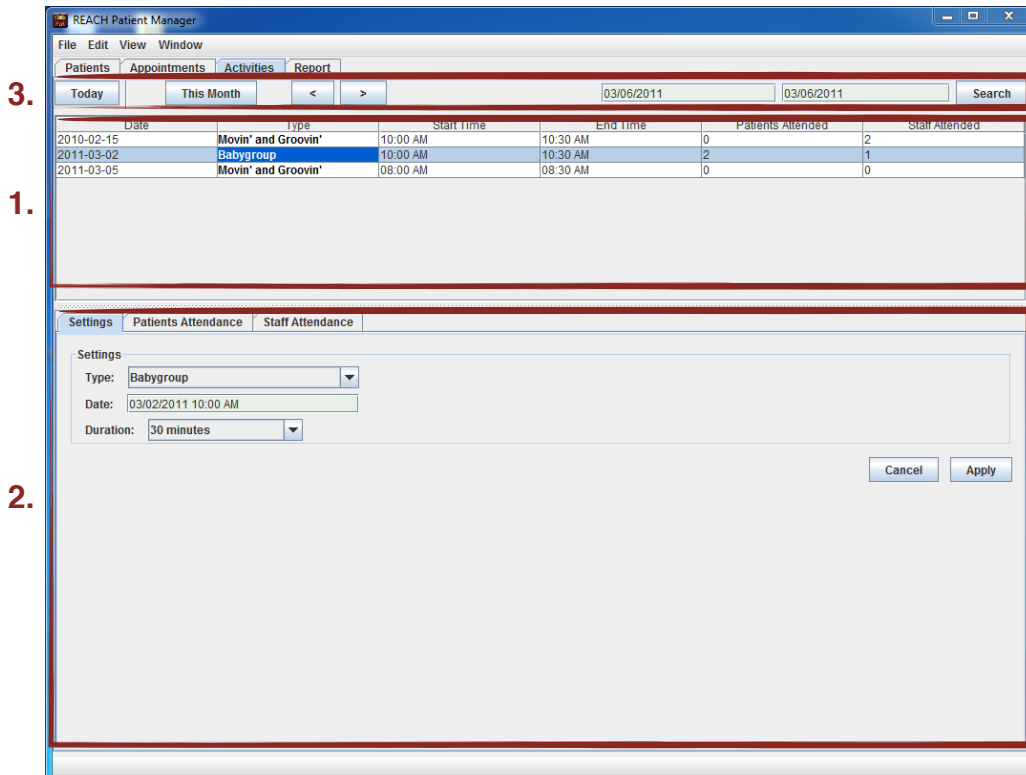 REACH Patient Manager
File Edit View Window
Patients Appointments Activities Report
3.
Today This Month < > 03/06/2011 03/06/2011 Search
Date Type Start Time End Time Patients Attended Staff Attended
2010-02-15 Movin' and Groovin' 10:00 AM 10:30 AM 0 2
2011-03-02 Babygroup 10:00 AM 10:30 AM 2 1
2011-03-05 Movin' and Groovin' 08:00 AM 08:30 AM 0 0
1.
Settings Patients Attendance Staff Attendance
Settings
Type: Babygroup
Date: 03/02/2011 10:00 AM
Duration: 30 minutes
Cancel Apply
2.